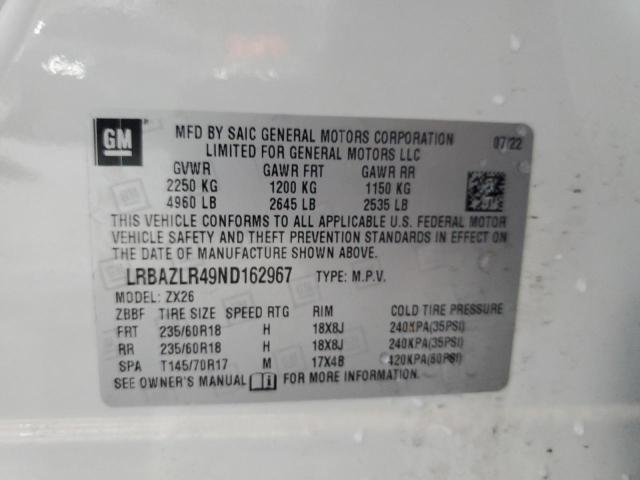 GM
MFD BY SAIC GENERAL MOTORS CORPORATION 07/22
LIMITED FOR GENERAL MOTORS LLC
GVWR GAWR FRT GAWR RR
2250 KG 1200 KG 1150 KG
4960 LB 2645 LB 2535 LB
THIS VEHICLE CONFORMS TO ALL APPLICABLE U.S. FEDERAL MOTOR
VEHICLE SAFETY AND THEFT PREVENTION STANDARDS IN EFFECT ON
THE DATE OF MANUFACTURE SHOWN ABOVE.
LRBAZLR49ND162967 TYPE: M.P.V.
MODEL: ZX26
ZBBF TIRE SIZE SPEED RTG RIM COLD TIRE PRESSURE
FRT 235/60R18 H 18X8J 240KPA(35PSI)
RR 235/60R18 H 18X8J 240KPA(35PSI)
SPA T145/70R17 M 17X4B 420KPA(60PSI)
SEE OWNER'S MANUAL FOR MORE INFORMATION